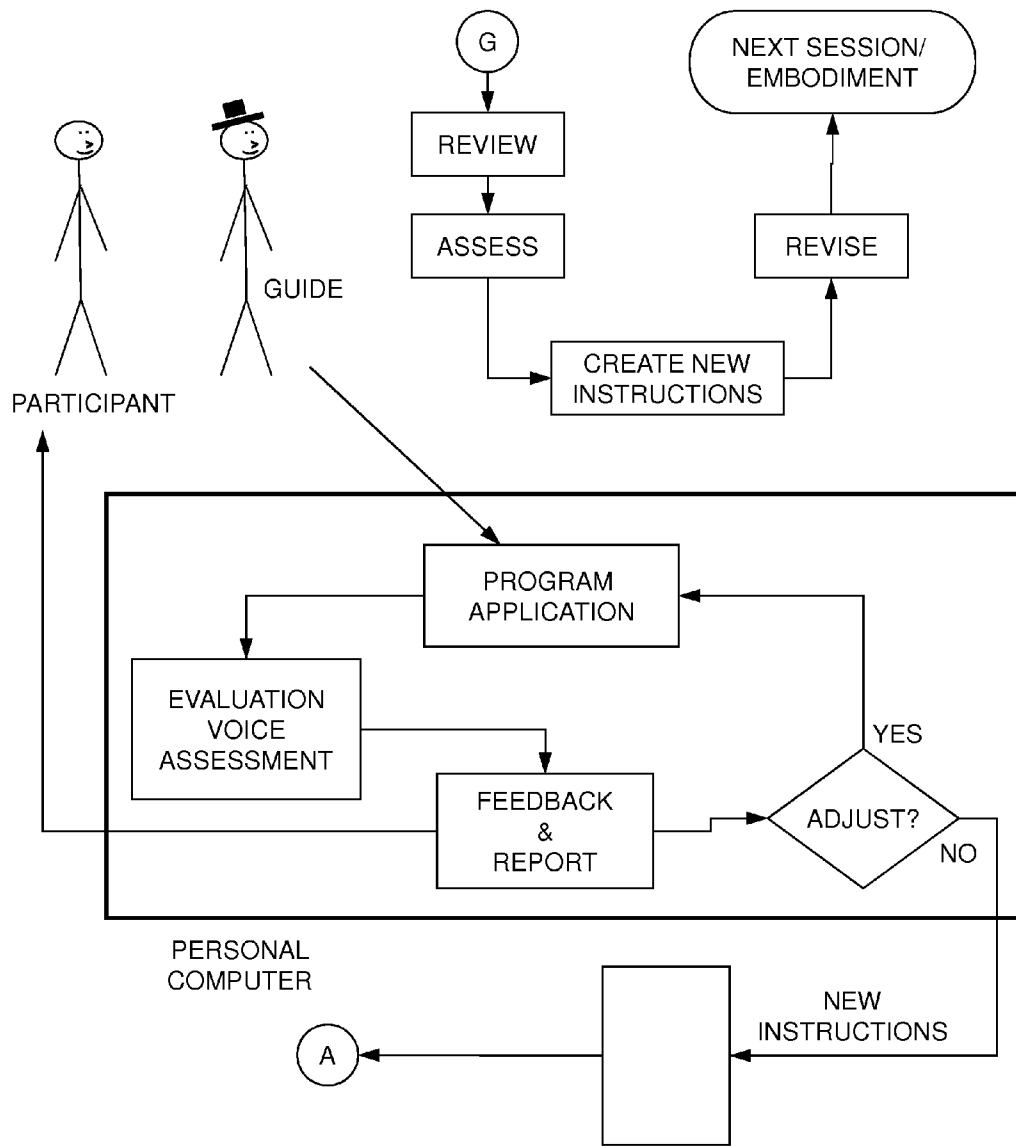 G
NEXT SESSION/
EMBODIMENT
REVIEW
ASSESS
REVISE
GUIDE
CREATE NEW
INSTRUCTIONS
PARTICIPANT
PROGRAM
APPLICATION
EVALUATION
VOICE
ASSESSMENT
YES
FEEDBACK
&
REPORT
ADJUST?
NO
PERSONAL
COMPUTER
NEW
INSTRUCTIONS
A